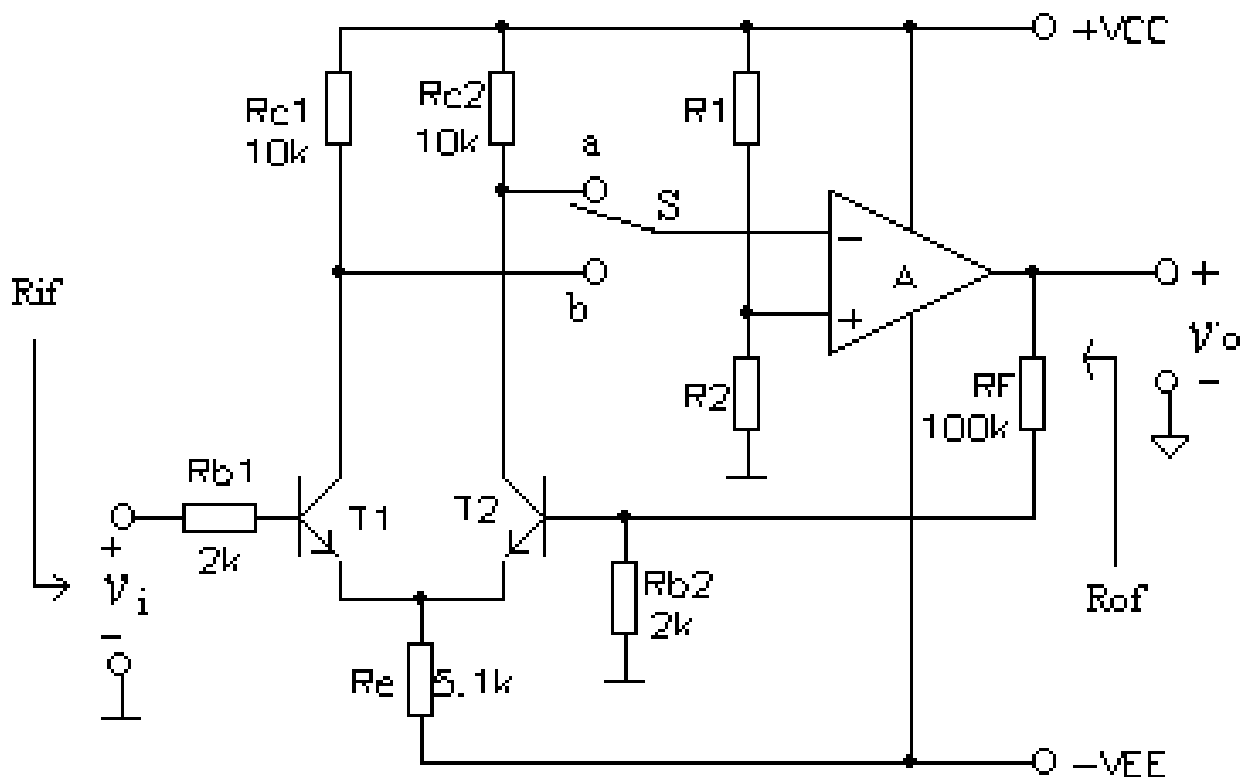 +VCC
Rc1
10k
Rc2
10k
R1
a
S
−
A
+
b
Rif
+
Vo
-
R2
RF
100k
Rb1
2k
T1
T2
+
Vi
-
Rb2
2k
Rof
Re
5.1k
-VEE